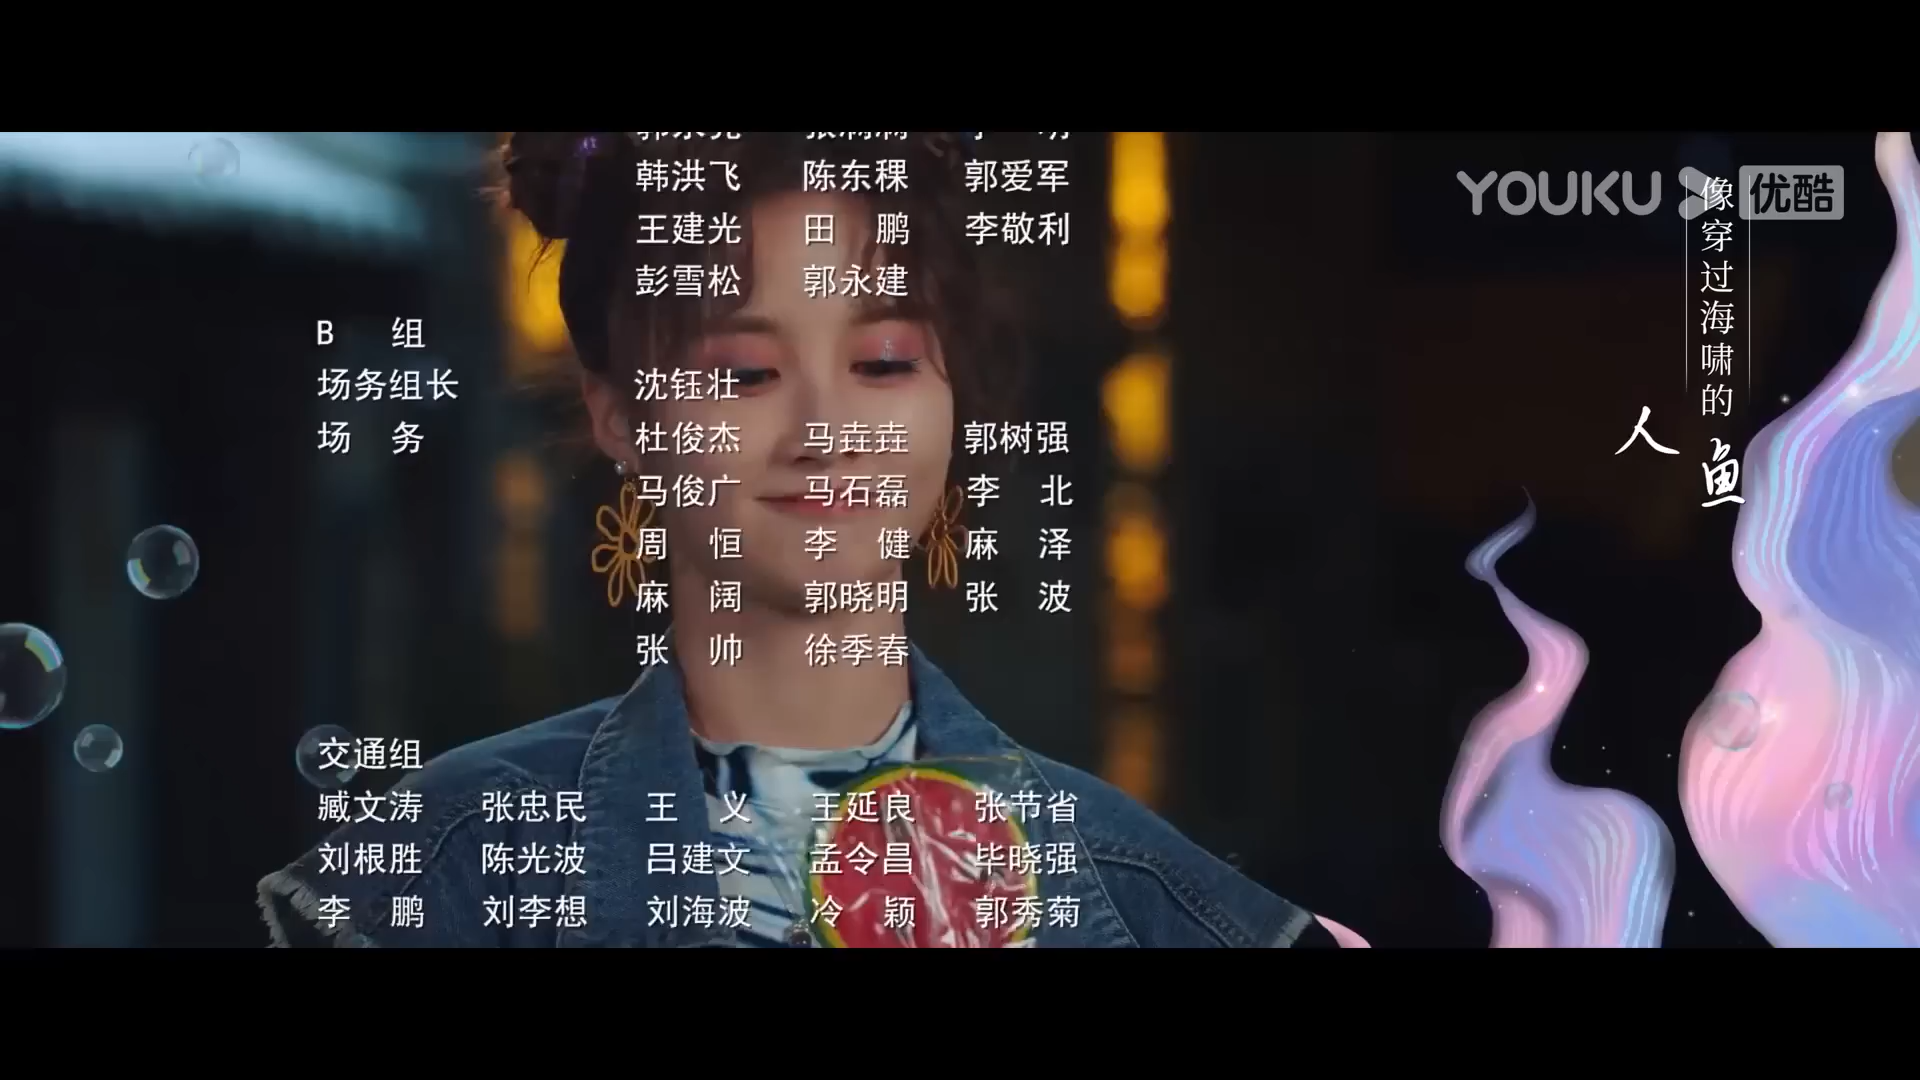 韩洪飞 陈东稞 郭爱军
王建光 田 鹏 李敬利
彭雪松 郭永建
B 组
场务组长 沈钰壮
场 务 杜俊杰 马垚垚 郭树强
马俊广 马石磊 李 北
周 恒 李 健 麻 泽
麻 阔 郭晓明 张 波
张 帅 徐季春
交通组
臧文涛 张忠民 王 义 王延良 张节省
刘根胜 陈光波 吕建文 孟令昌 毕晓强
李 鹏 刘李想 刘海波 冷 颖 郭秀菊
YOUKU 优酷
像穿过海啸的
人鱼